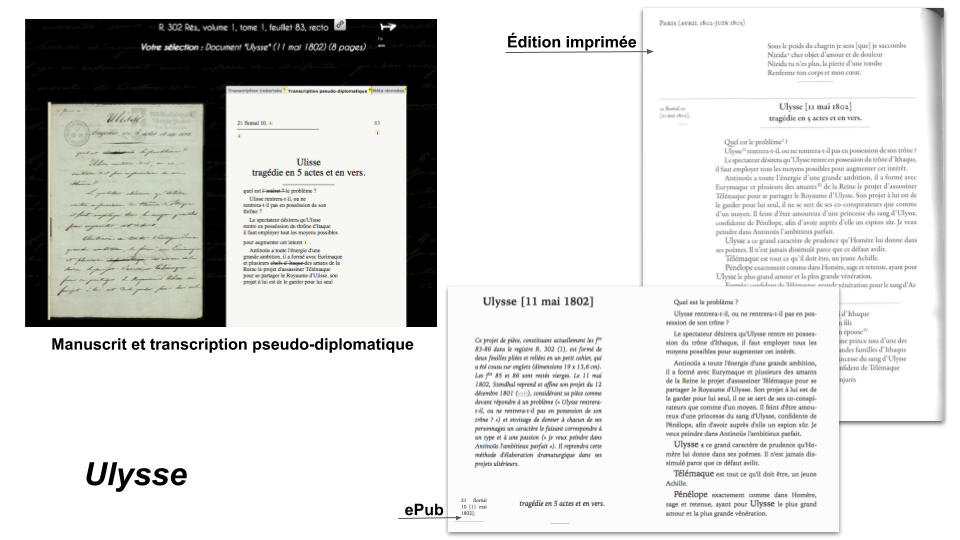 R. 302 Rés, volume 1, tome 1, feuillet 83, recto
Votre sélection : Document "Ulysse" (11 mai 1802) (8 pages)
Transcription pseudo-diplomatique
21 floréal 10.
83
Ulisse
tragédie en 5 actes et en vers.
quel est l'intérêt ? le problème ?
Ulisse rentrera-t-il, ou ne
rentrera-t-il pas en possession de son
thrône ?
Le spectateur désirera qu'Ulisse
rentre en possession du thrône d'Itaque
il faut employer tous les moyens possibles
pour augmenter cet interet
Antinoüs a toute l'énergie d'une
grande ambition, il a formé avec Eurimaque
et plusieurs chefs d'Itaque des amans de la
Reine le projet d'assassiner Télémaque
pour se partager le Royaume d'Ulisse. son
projet à lui est de le garder pour lui seul
Manuscrit et transcription pseudo-diplomatique
Ulysse
Édition imprimée
Paris (avril 1802-juin 1803)
Sous le poids du chagrin je sens [que] je saccombe
Nizida cher objet d'amour et de douleur
Nizida tu n'es plus, la pierre d'une tombe
Renferme ton corps et mon cœur.
21 floréal 10
[11 mai 1802].
Ulysse [11 mai 1802]
tragédie en 5 actes et en vers.
Quel est le problème ?
Ulysse rentrera-t-il, ou ne rentrera-t-il pas en possession de son trône ?
Le spectateur désirera qu'Ulysse rentre en possession du trône d'Ithaque,
il faut employer tous les moyens possibles pour augmenter cet intérêt.
Antinoüs a toute l'énergie d'une grande ambition, il a formé avec
Eurymaque et plusieurs des amants de la Reine le projet d'assassiner
Télémaque pour se partager le Royaume d'Ulysse. Son projet à lui est de
le garder pour lui seul, il ne se sert de ses co-conspirateurs que comme
d'un moyen. Il feint d'être amoureux d'une princesse du sang d'Ulysse,
confidente de Pénélope, afin d'avoir auprès d'elle un espion sûr. Je veux
peindre dans Antinoüs l'ambitieux parfait.
Ulysse a ce grand caractère de prudence qu'Homère lui donne dans
ses poèmes. Il n'est jamais dissimulé parce que ce défaut avilit.
Télémaque est tout ce qu'il doit être, un jeune Achille.
Pénélope exactement comme dans Homère, sage et retenue, ayant pour
Ulysse le plus grand amour et la plus grande vénération.
d'Ithaque
n fils
n épouse
ne prince issu d'une des
andes familles d'Ithaque
incesse du sang d'Ulysse
nfident de Télémaque
ePub
Ulysse [11 mai 1802]
Ce projet de pièce, constituant actuellement les fos
83-86 dans le registre R. 302 (1), est formé de
deux feuilles pliées et reliées en un petit cahier, qui
a été cousu sur onglets (dimensions 19 x 13,6 cm).
Les fos 85 et 86 sont restés vierges. Le 11 mai
1802, Stendhal reprend et affine son projet du 12
décembre 1801 (voir), considérant sa pièce comme
devant répondre à un problème (« Ulysse rentrera-
t-il, ou ne rentrera-t-il pas en possession de son
trône ? ») et envisage de donner à chacun de ses
personnages un caractère le faisant correspondre à
un type et à une passion (« je veux peindre dans
Antinoüs l'ambitieux parfait »). Il reprendra cette
méthode d'élaboration dramaturgique dans ses
projets ultérieurs.
21 floréal
10 [11 mai
1802].
tragédie en 5 actes et en vers.
Quel est le problème ?
Ulysse rentrera-t-il, ou ne rentrera-t-il pas en pos-
session de son trône ?
Le spectateur désirera qu'Ulysse rentre en posses-
sion du trône d'Ithaque, il faut employer tous les
moyens possibles pour augmenter cet intérêt.
Antinoüs a toute l'énergie d'une grande ambition,
il a formé avec Eurymaque et plusieurs des amants
de la Reine le projet d'assassiner Télémaque pour se
partager le Royaume d'Ulysse. Son projet à lui est de
le garder pour lui seul, il ne se sert de ses co-conspi-
rateurs que comme d'un moyen. Il feint d'être amou-
reux d'une princesse du sang d'Ulysse, confidente de
Pénélope, afin d'avoir auprès d'elle un espion sûr. Je
veux peindre dans Antinoüs l'ambitieux parfait.
Ulysse a ce grand caractère de prudence qu'Ho-
mère lui donne dans ses poèmes. Il n'est jamais dis-
simulé parce que ce défaut avilit.
Télémaque est tout ce qu'il doit être, un jeune
Achille.
Pénélope exactement comme dans Homère,
sage et retenue, ayant pour Ulysse le plus grand
amour et la plus grande vénération.